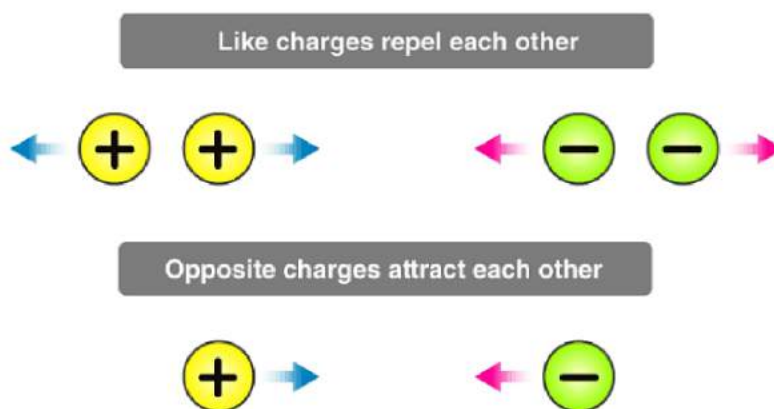 Like charges repel each other
+ + − −
Opposite charges attract each other
+ −